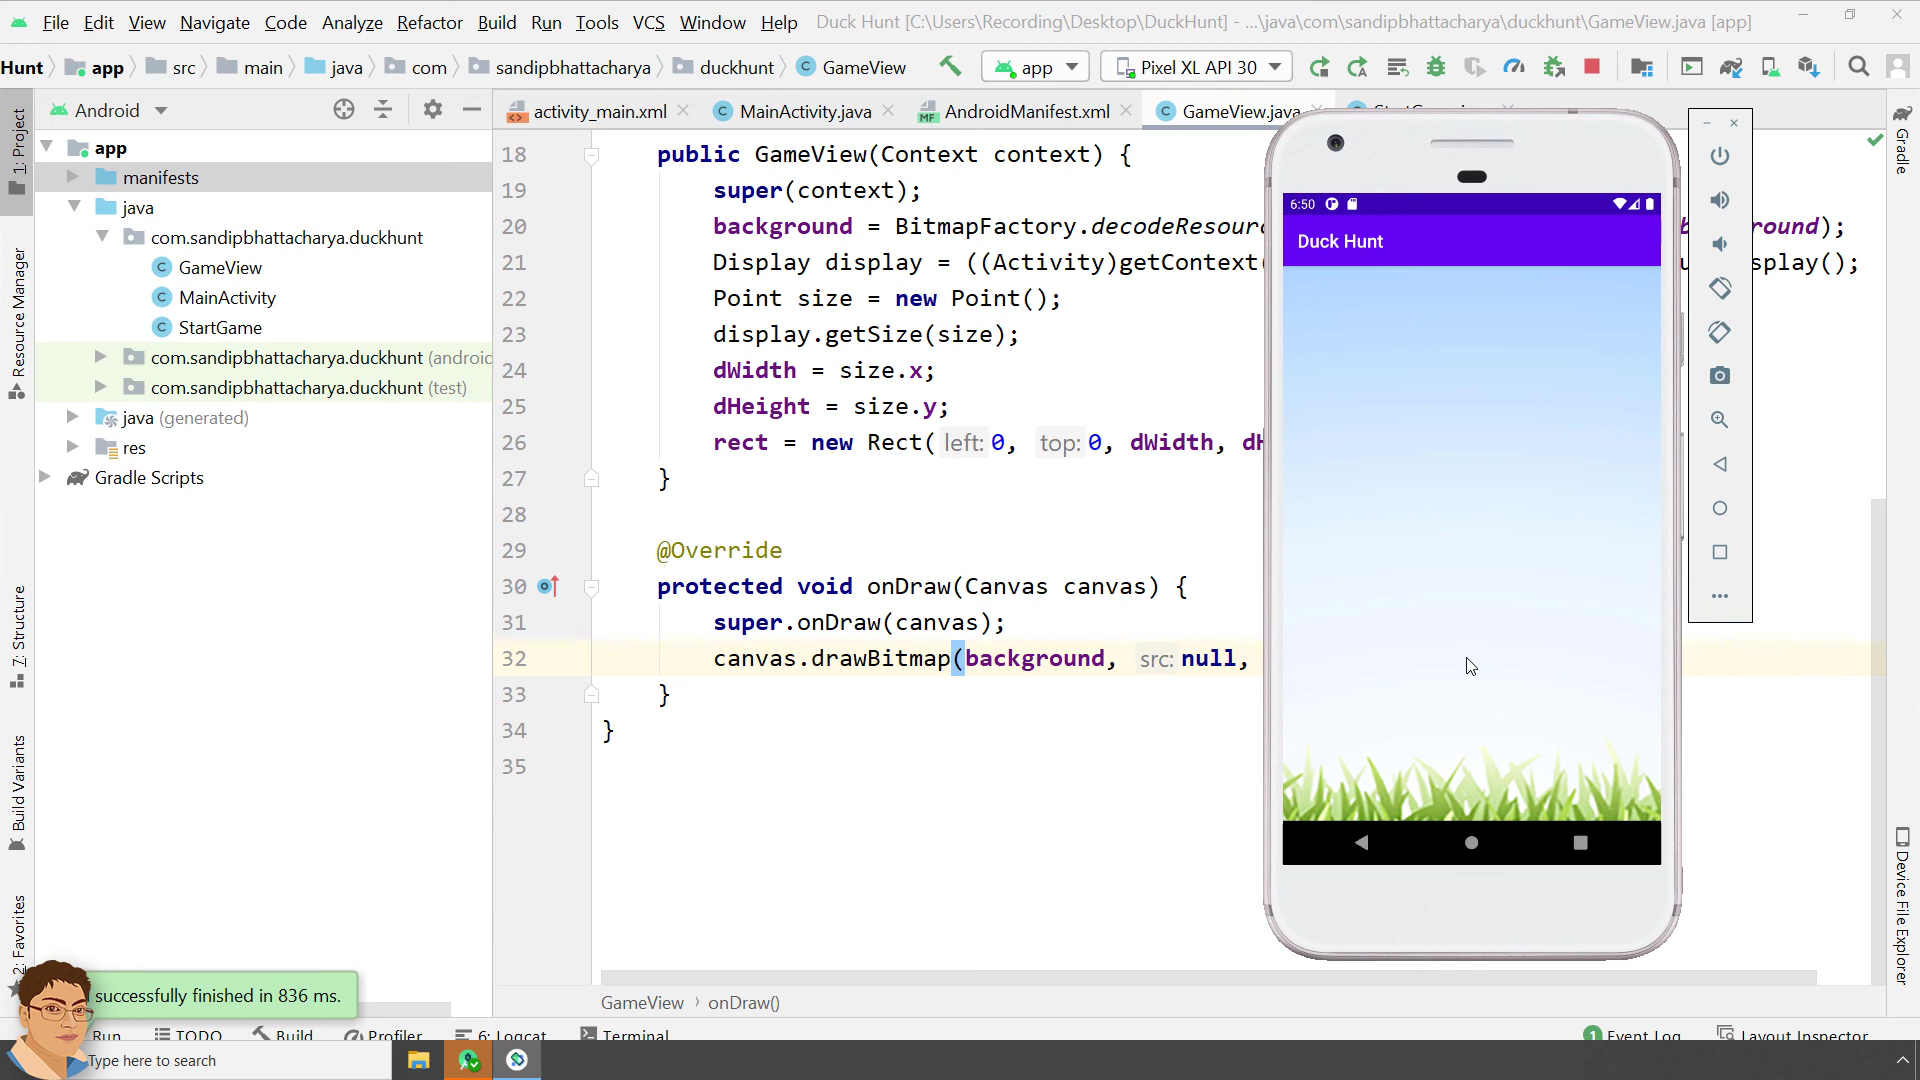 File Edit View Navigate Code Analyze Refactor Build Run Tools VCS Window Help Duck Hunt [C:\Users\Recording\Desktop\DuckHunt] - ...\java\com\sandipbhattacharya\duckhunt\GameView.java [app]
Hunt app src main java com sandipbhattacharya duckhunt GameView app Pixel XL API 30
Android
activity_main.xml MainActivity.java AndroidManifest.xml GameView.java
1: Project
Resource Manager
7: Structure
Build Variants
2: Favorites
app
manifests
java
com.sandipbhattacharya.duckhunt
GameView
MainActivity
StartGame
com.sandipbhattacharya.duckhunt (androi
com.sandipbhattacharya.duckhunt (test)
java (generated)
res
Gradle Scripts
18 public GameView(Context context) {
19 super(context);
20 background = BitmapFactory.decodeResour round);
21 Display display = ((Activity)getContext( splay();
22 Point size = new Point();
23 display.getSize(size);
24 dWidth = size.x;
25 dHeight = size.y;
26 rect = new Rect( left: 0, top: 0, dWidth, dH
27 }
28
29 @Override
30 protected void onDraw(Canvas canvas) {
31 super.onDraw(canvas);
32 canvas.drawBitmap(background, src: null,
33 }
34 }
35
6:50
Duck Hunt
Gradle
Device File Explorer
successfully finished in 836 ms.
GameView › onDraw()
Run TODO Build Profiler 6: Logcat Terminal 1 Event Log Layout Inspector
Type here to search